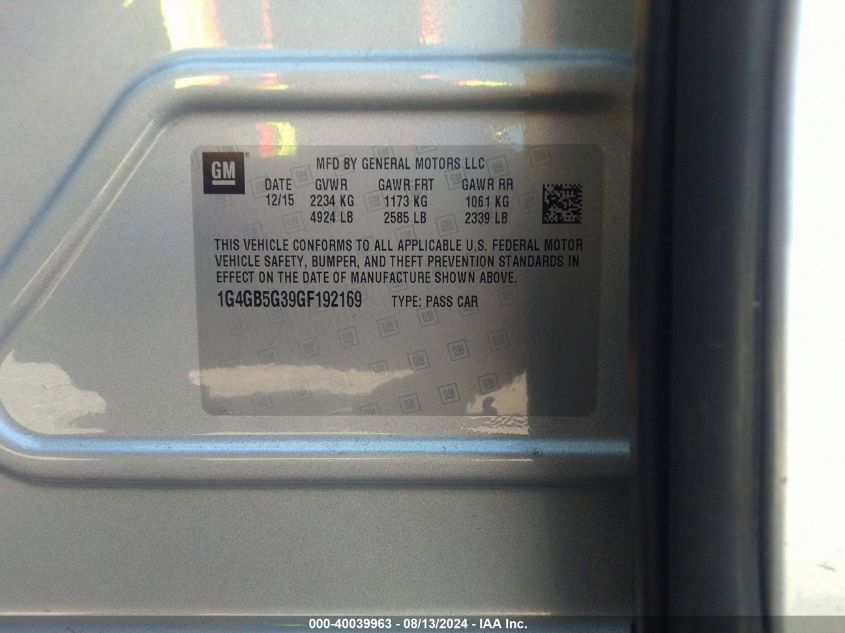 GM
MFD BY GENERAL MOTORS LLC
DATE GVWR GAWR FRT GAWR RR
12/15 2234 KG 1173 KG 1061 KG
4924 LB 2585 LB 2339 LB
THIS VEHICLE CONFORMS TO ALL APPLICABLE U.S. FEDERAL MOTOR
VEHICLE SAFETY, BUMPER, AND THEFT PREVENTION STANDARDS IN
EFFECT ON THE DATE OF MANUFACTURE SHOWN ABOVE.
1G4GB5G39GF192169 TYPE: PASS CAR
000-40039963 - 08/13/2024 - IAA Inc.